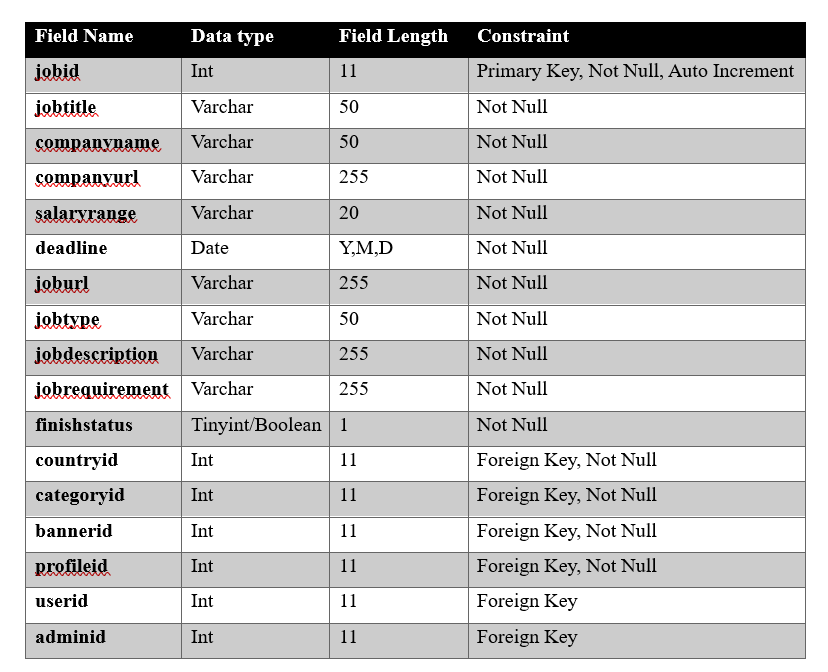 Field Name Data type Field Length Constraint
jobid Int 11 Primary Key, Not Null, Auto Increment
jobtitle Varchar 50 Not Null
companyname Varchar 50 Not Null
companyurl Varchar 255 Not Null
salaryrange Varchar 20 Not Null
deadline Date Y,M,D Not Null
joburl Varchar 255 Not Null
jobtype Varchar 50 Not Null
jobdescription Varchar 255 Not Null
jobrequirement Varchar 255 Not Null
finishstatus Tinyint/Boolean 1 Not Null
countryid Int 11 Foreign Key, Not Null
categoryid Int 11 Foreign Key, Not Null
bannerid Int 11 Foreign Key, Not Null
profileid Int 11 Foreign Key, Not Null
userid Int 11 Foreign Key
adminid Int 11 Foreign Key